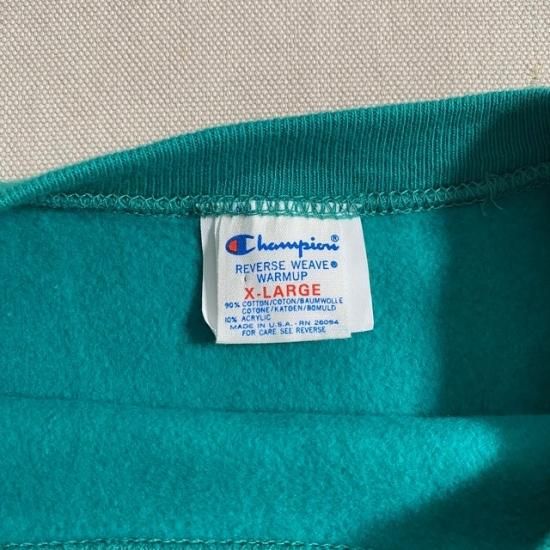 Champion
REVERSE WEAVE®
WARMUP
X-LARGE
90% COTTON/COTON/BAUMWOLLE
COTONE/KATOEN/BOMULD
10% ACRYLIC
MADE IN U.S.A.-RN 26094
FOR CARE SEE REVERSE